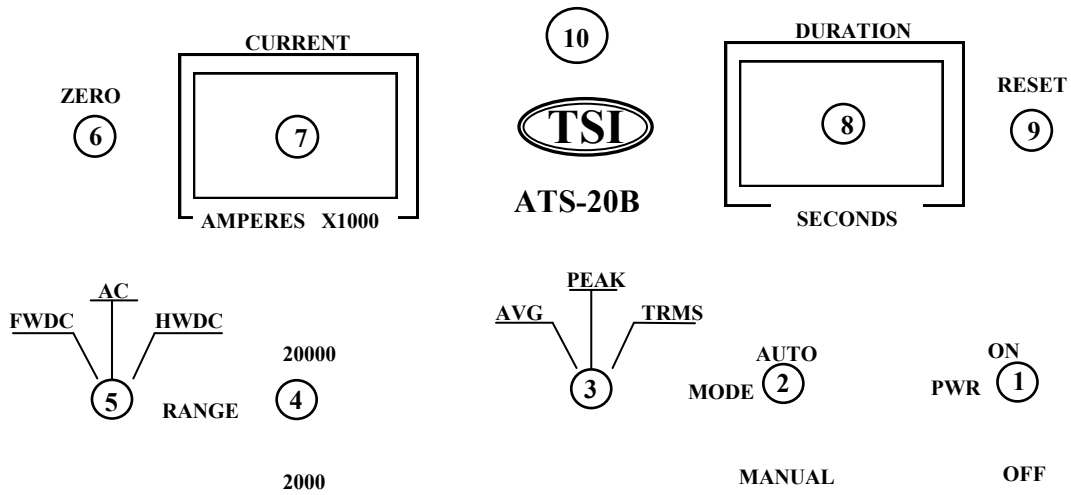 CURRENT
10
DURATION
ZERO
RESET
6
7
TSI
8
9
ATS-20B
AMPERES X1000
SECONDS
AC
PEAK
FWDC
HWDC
AVG
TRMS
20000
AUTO
ON
5
RANGE
4
3
MODE
2
PWR
1
2000
MANUAL
OFF